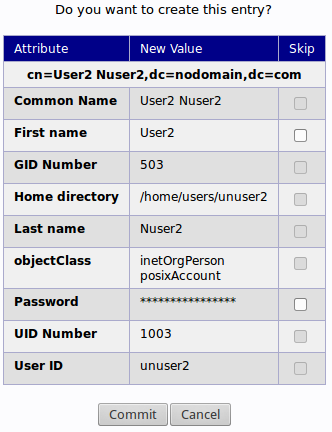 Do you want to create this entry?
Attribute New Value Skip
cn=User2 Nuser2,dc=nodomain,dc=com
Common Name User2 Nuser2
First name User2
GID Number 503
Home directory /home/users/unuser2
Last name Nuser2
objectClass inetOrgPerson
posixAccount
Password ****************
UID Number 1003
User ID unuser2
Commit Cancel